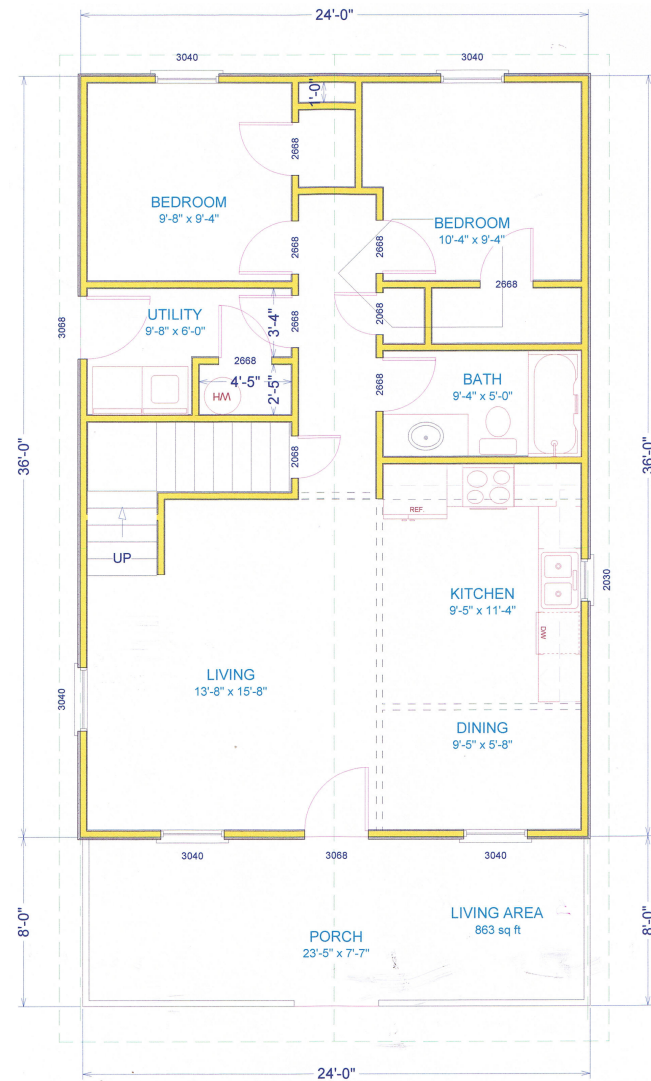 24'-0"
3040
3040
1'-0"
2668
BEDROOM
9'-8" x 9'-4"
BEDROOM
10'-4" x 9'-4"
2668
2668
2668
3068
UTILITY
9'-8" x 6'-0"
3'-4"
2668
2068
2668
4'-5"
2'-5"
WH
2668
BATH
9'-4" x 5'-0"
36'-0"
36'-0"
2068
REF.
UP
KITCHEN
9'-5" x 11'-4"
2030
DW
LIVING
13'-8" x 15'-8"
3040
DINING
9'-5" x 5'-8"
3040
3068
3040
8'-0"
8'-0"
LIVING AREA
863 sq ft
PORCH
23'-5" x 7'-7"
24'-0"